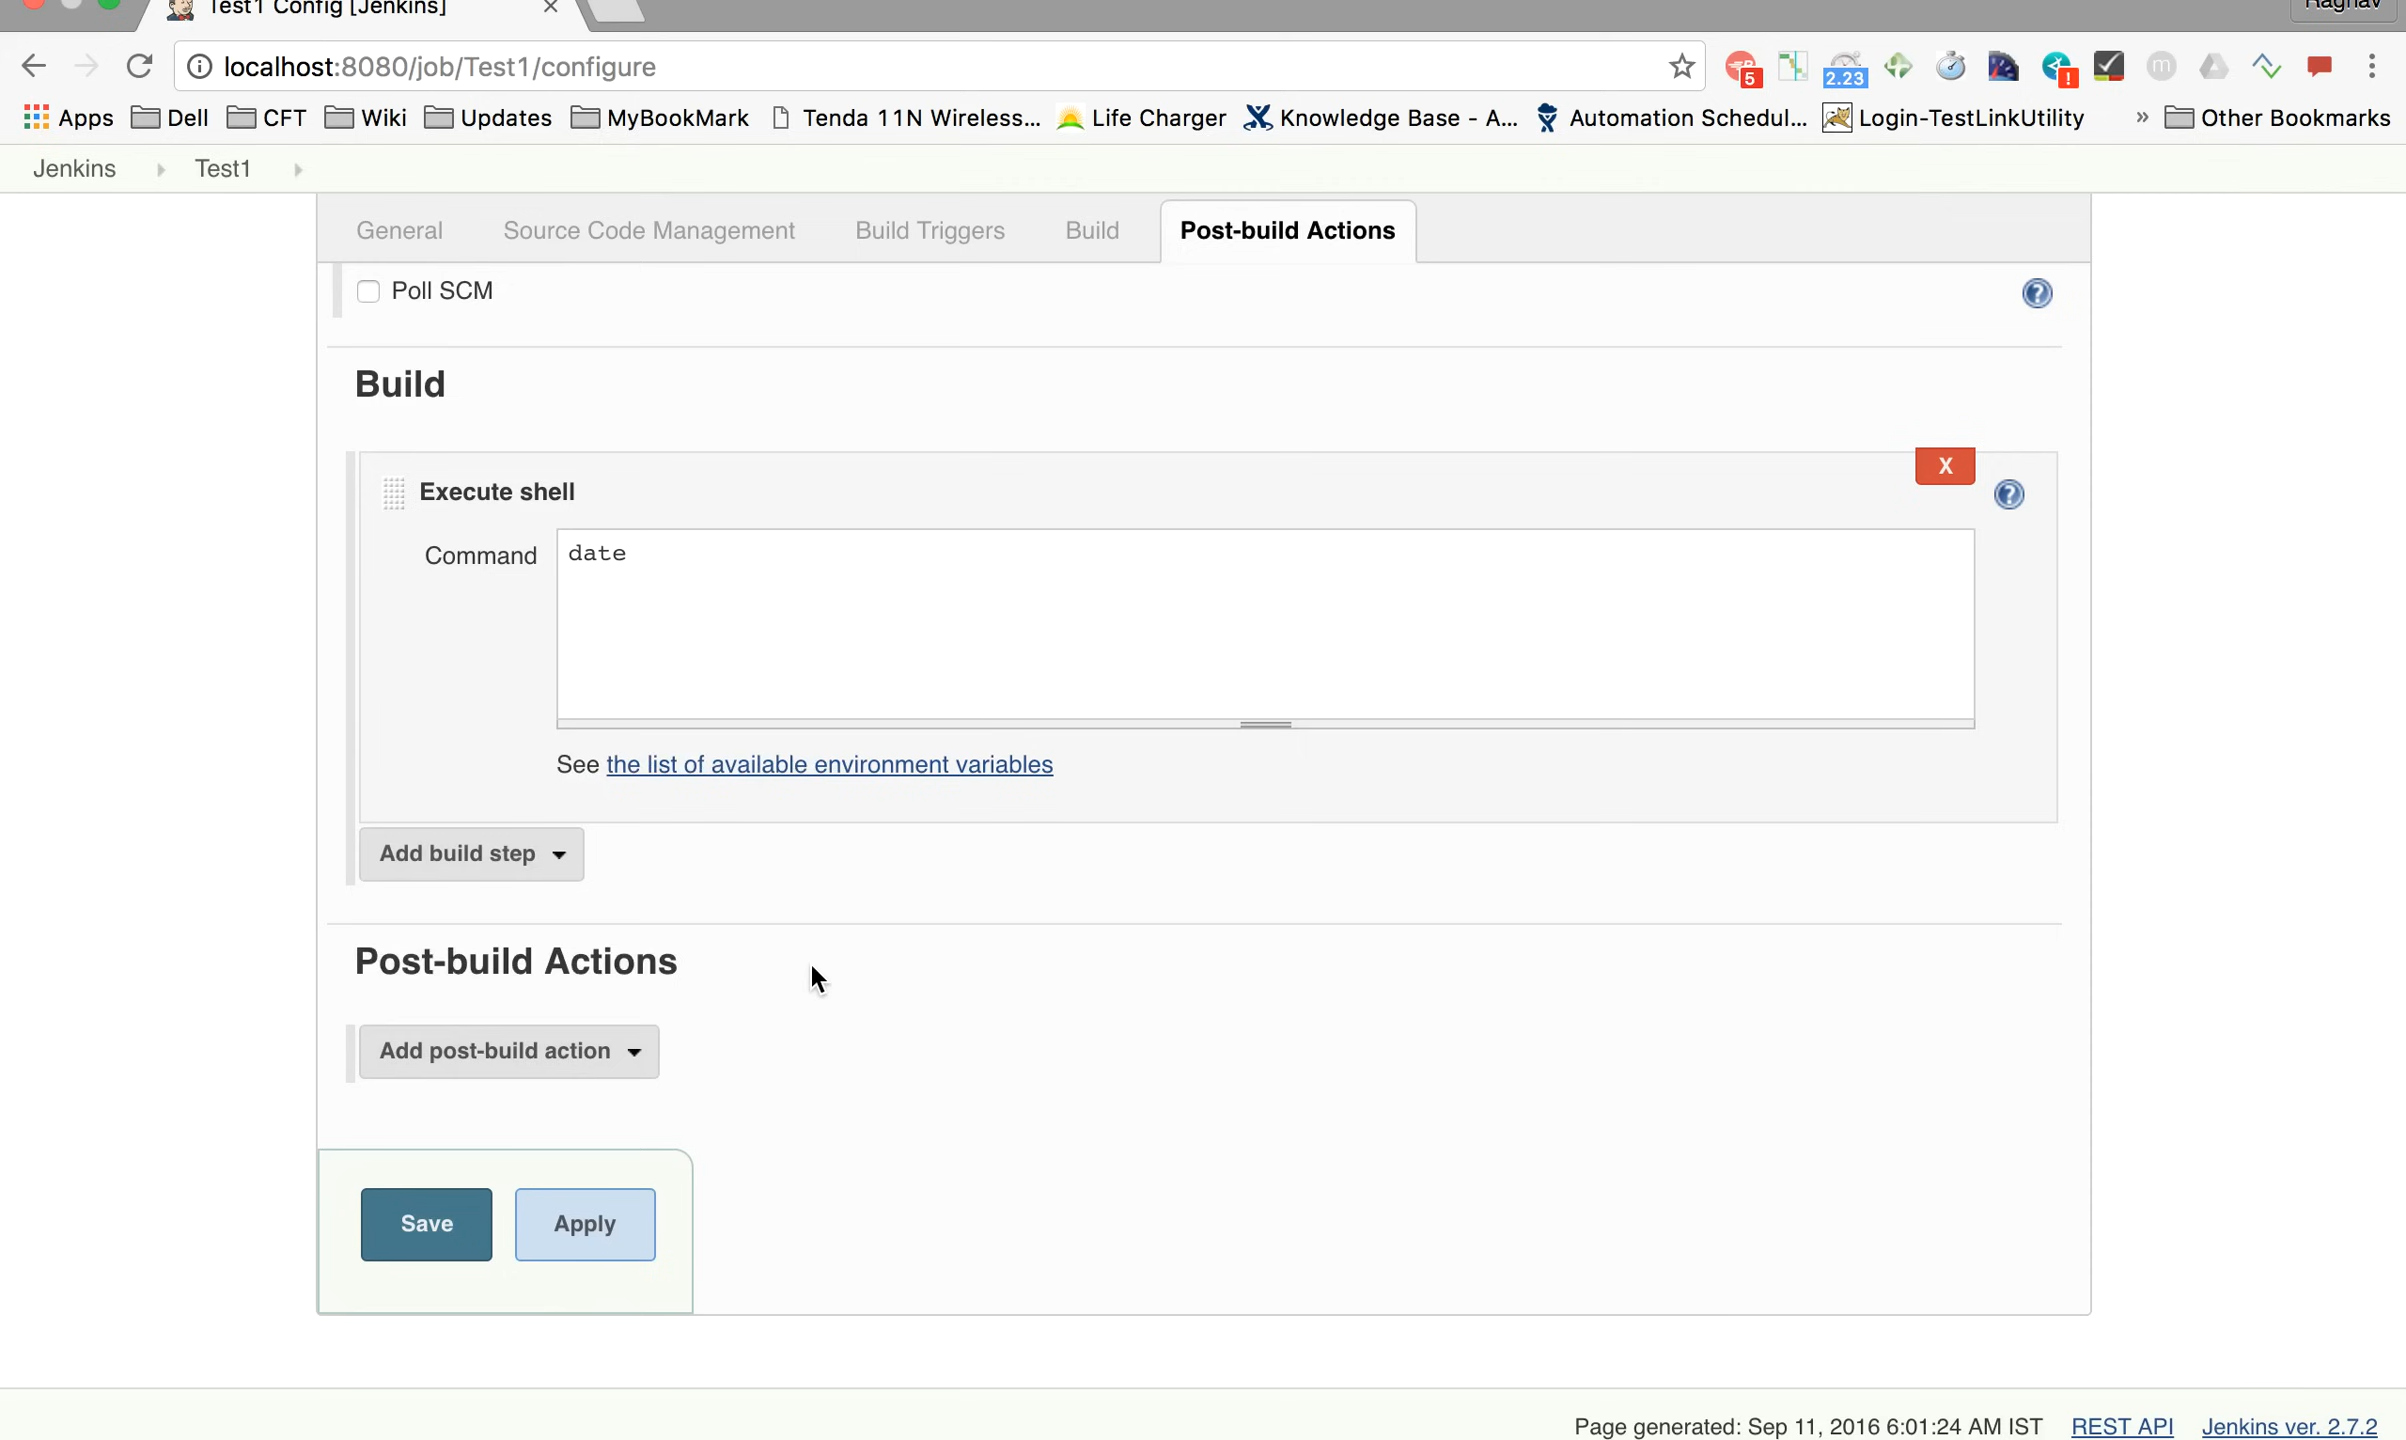 Test1 Config [Jenkins]
Raghav
localhost:8080/job/Test1/configure
5
2.23
!
m
Apps Dell CFT Wiki Updates MyBookMark Tenda 11N Wireless... Life Charger Knowledge Base - A... Automation Schedul... Login-TestLinkUtility » Other Bookmarks
Jenkins Test1
General Source Code Management Build Triggers Build Post-build Actions
Poll SCM
Build
X
Execute shell
Command date
See the list of available environment variables
Add build step
Post-build Actions
Add post-build action
Save Apply
Page generated: Sep 11, 2016 6:01:24 AM IST REST API Jenkins ver. 2.7.2